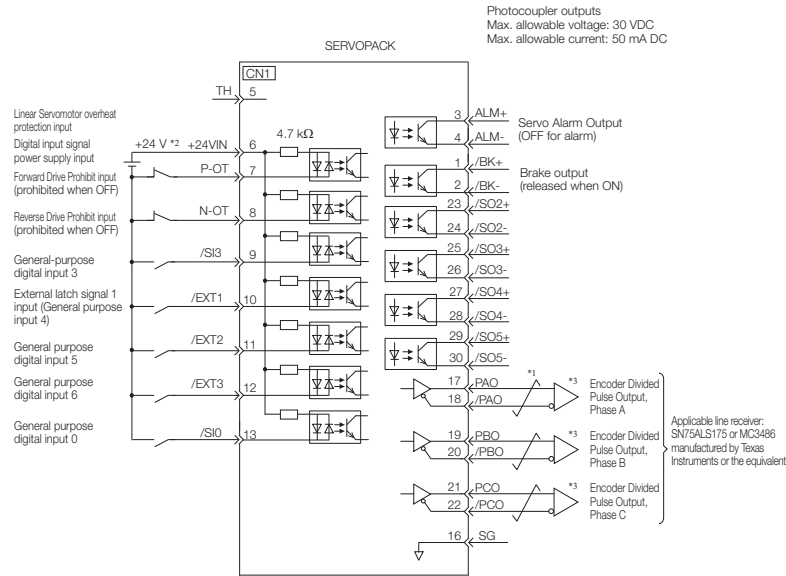 Photocoupler outputs
Max. allowable voltage: 30 VDC
Max. allowable current: 50 mA DC
SERVOPACK
CN1
TH 5
Linear Servomotor overheat
protection input
Digital input signal
power supply input
+24 V *2 +24VIN 6
4.7 kΩ
Forward Drive Prohibit input
(prohibited when OFF)
P-OT 7
Reverse Drive Prohibit input
(prohibited when OFF)
N-OT 8
General-purpose
digital input 3
/SI3 9
External latch signal 1
input (General purpose
input 4)
/EXT1 10
General purpose
digital input 5
/EXT2 11
General purpose
digital input 6
/EXT3 12
General purpose
digital input 0
/SI0 13
3 ALM+
4 ALM-
Servo Alarm Output
(OFF for alarm)
1 /BK+
2 /BK-
Brake output
(released when ON)
23 /SO2+
24 /SO2-
25 /SO3+
26 /SO3-
27 /SO4+
28 /SO4-
29 /SO5+
30 /SO5-
17 PAO
18 /PAO
*1
*3
Encoder Divided
Pulse Output,
Phase A
19 PBO
20 /PBO
*3
Encoder Divided
Pulse Output,
Phase B
21 PCO
22 /PCO
*3
Encoder Divided
Pulse Output,
Phase C
Applicable line receiver:
SN75ALS175 or MC3486
manufactured by Texas
Instruments or the equivalent
16 SG